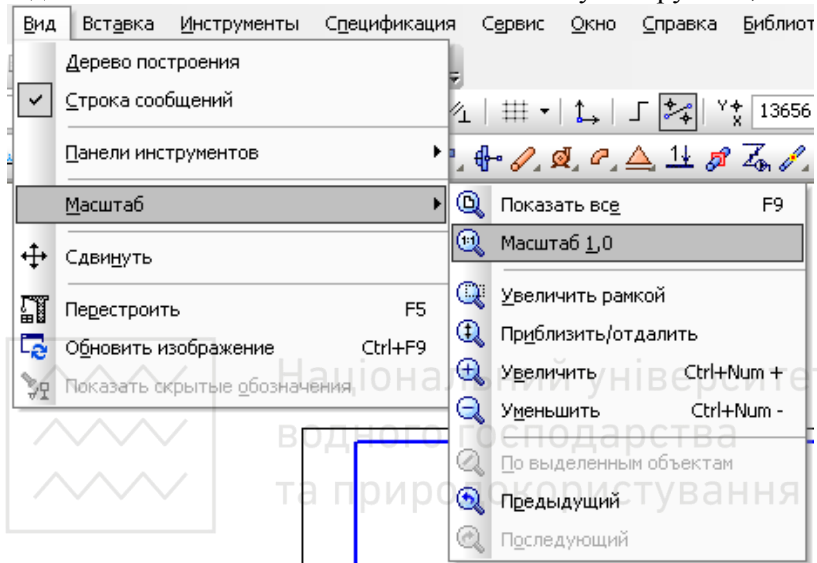 Вид Вставка Инструменты Спецификация Сервис Окно Справка Библиот
Дерево построения
Строка сообщений
13656
Панели инструментов
Масштаб
Показать все F9
Масштаб 1,0
Сдвинуть
Увеличить рамкой
Перестроить F5
Приблизить/отдалить
Обновить изображение Ctrl+F9
Увеличить Ctrl+Num +
Показать скрытые обозначения
Уменьшить Ctrl+Num -
По выделенным объектам
Предыдущий
Последующий
Національний університе
водного господарства
та природокористування